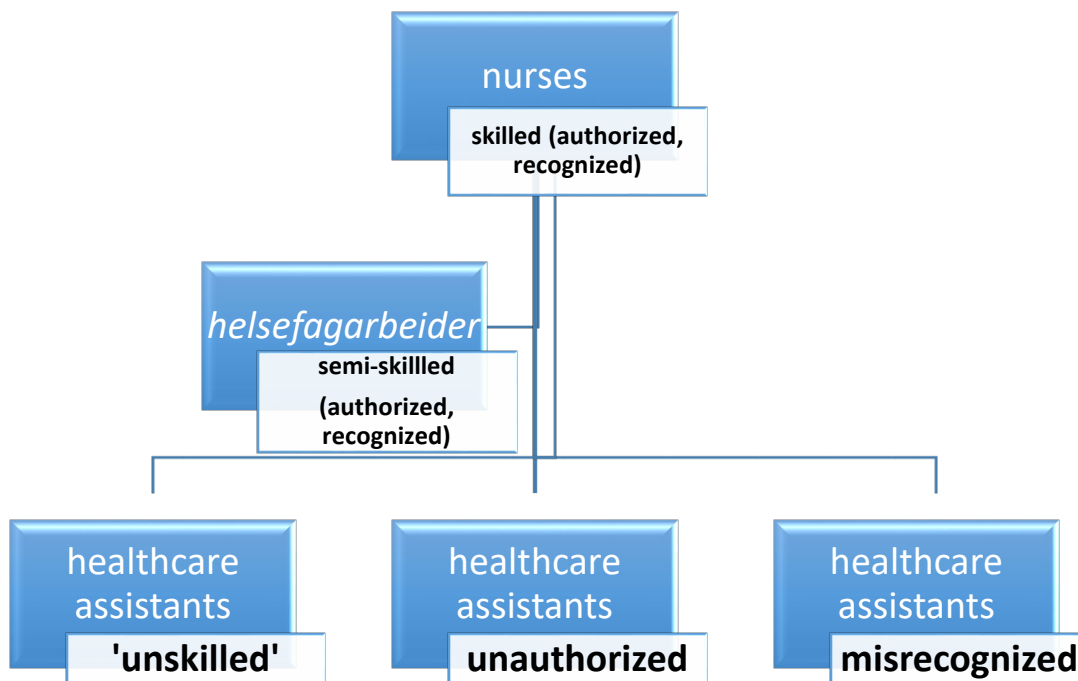 nurses
skilled (authorized,
recognized)
helsefagarbeider
semi-skillled
(authorized,
recognized)
healthcare
assistants
'unskilled'
healthcare
assistants
unauthorized
healthcare
assistants
misrecognized